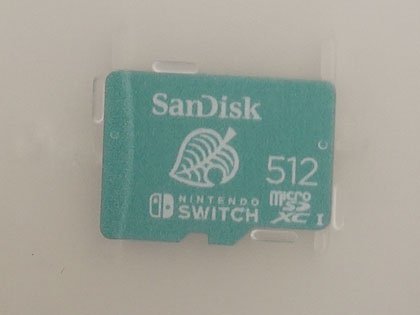 SanDisk
512
NINTENDO
SWITCH
micro
SD
XC I